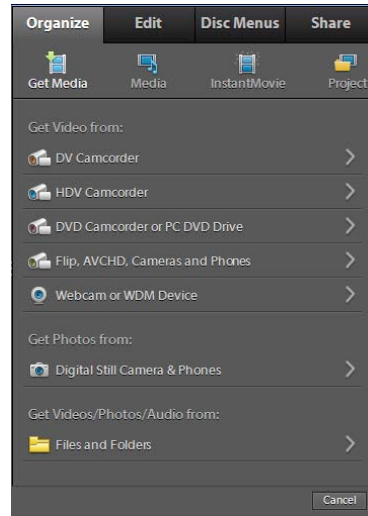 Organize Edit Disc Menus Share
Get Media Media InstantMovie Project
Get Video from:
DV Camcorder
HDV Camcorder
DVD Camcorder or PC DVD Drive
Flip, AVCHD, Cameras and Phones
Webcam or WDM Device
Get Photos from:
Digital Still Camera & Phones
Get Videos/Photos/Audio from:
Files and Folders
Cancel